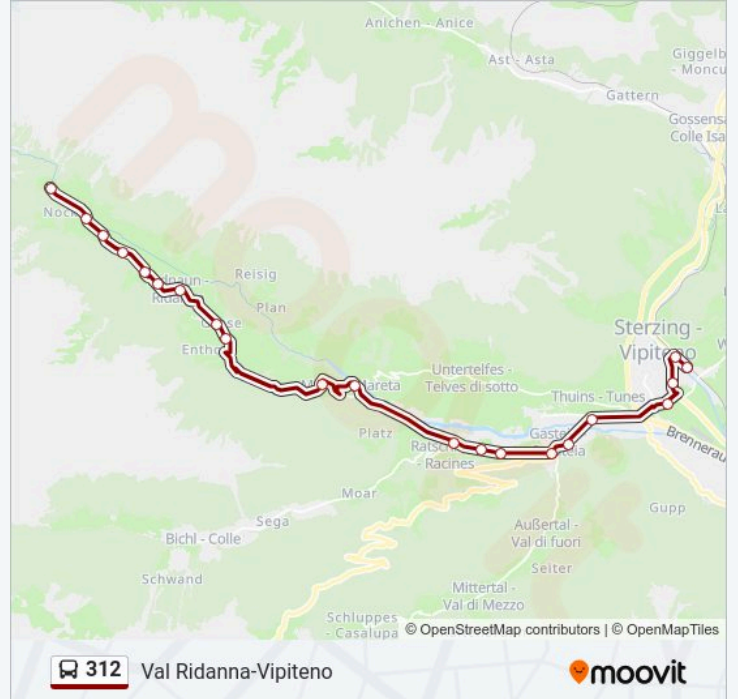 Anichen - Anice
Ast - Asta
Giggelb
- Moncu
Gattern
Gossensa
Colle Isa
Nock
Reisig
Plan
Sterzing -
Vipiteno
Untertelfes -
Telves di sotto
Mareta
Thuins - Tunes
Platz
Ratsch
- Racines
Brennerau
Moar
Gupp
Sega
Außertal -
Val di fuori
Bichl - Colle
Seiter
Schwand
Mittertal -
Val di Mezzo
Schluppes
- Casalupa
© OpenStreetMap contributors | © OpenMapTiles
312 Val Ridanna-Vipiteno
moovit